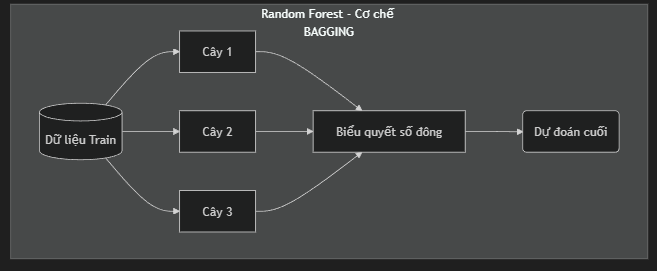 Random Forest - Cơ chế
BAGGING
Cây 1
Dữ liệu Train
Cây 2
Biểu quyết số đông
Dự đoán cuối
Cây 3